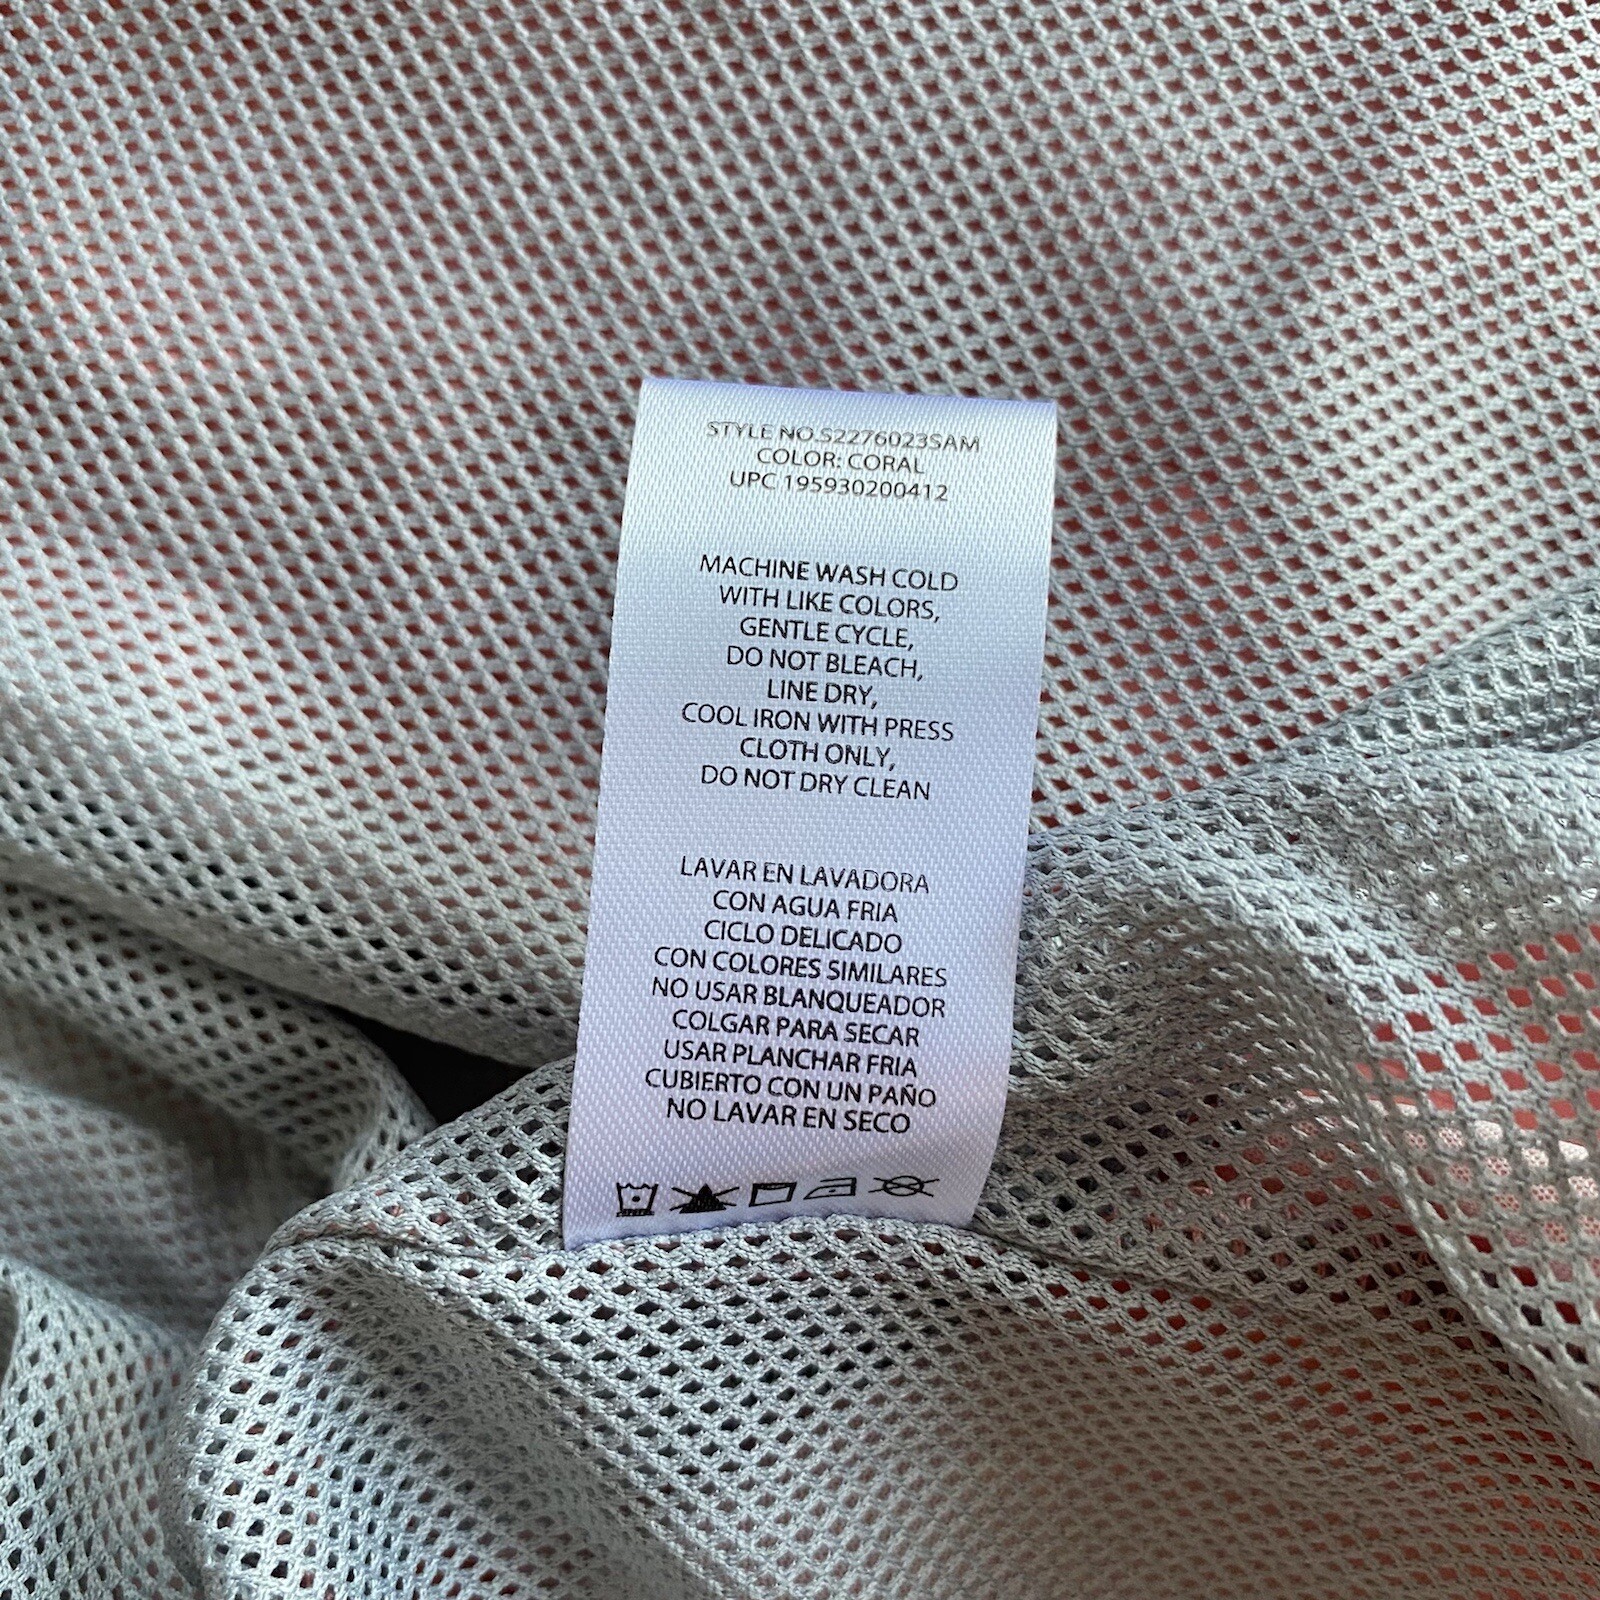 STYLE NO.S2276023SAM
COLOR: CORAL
UPC 195930200412
MACHINE WASH COLD
WITH LIKE COLORS,
GENTLE CYCLE,
DO NOT BLEACH,
LINE DRY,
COOL IRON WITH PRESS
CLOTH ONLY,
DO NOT DRY CLEAN
LAVAR EN LAVADORA
CON AGUA FRIA
CICLO DELICADO
CON COLORES SIMILARES
NO USAR BLANQUEADOR
COLGAR PARA SECAR
USAR PLANCHAR FRIA
CUBIERTO CON UN PAÑO
NO LAVAR EN SECO